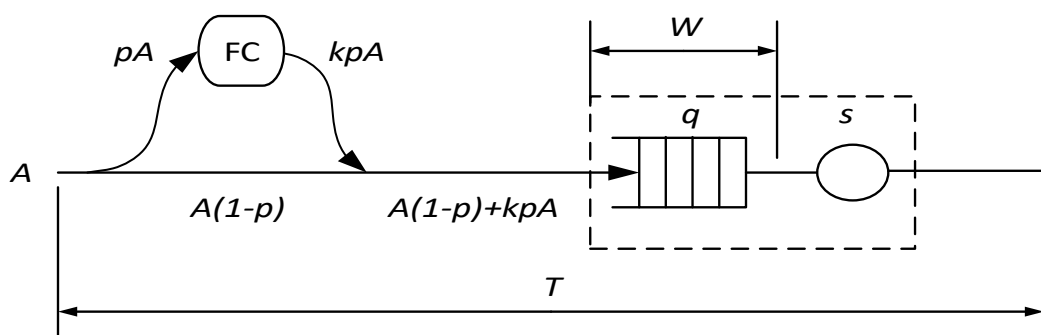 pA FC kpA
W
q s
A
A(1-p) A(1-p)+kpA
T